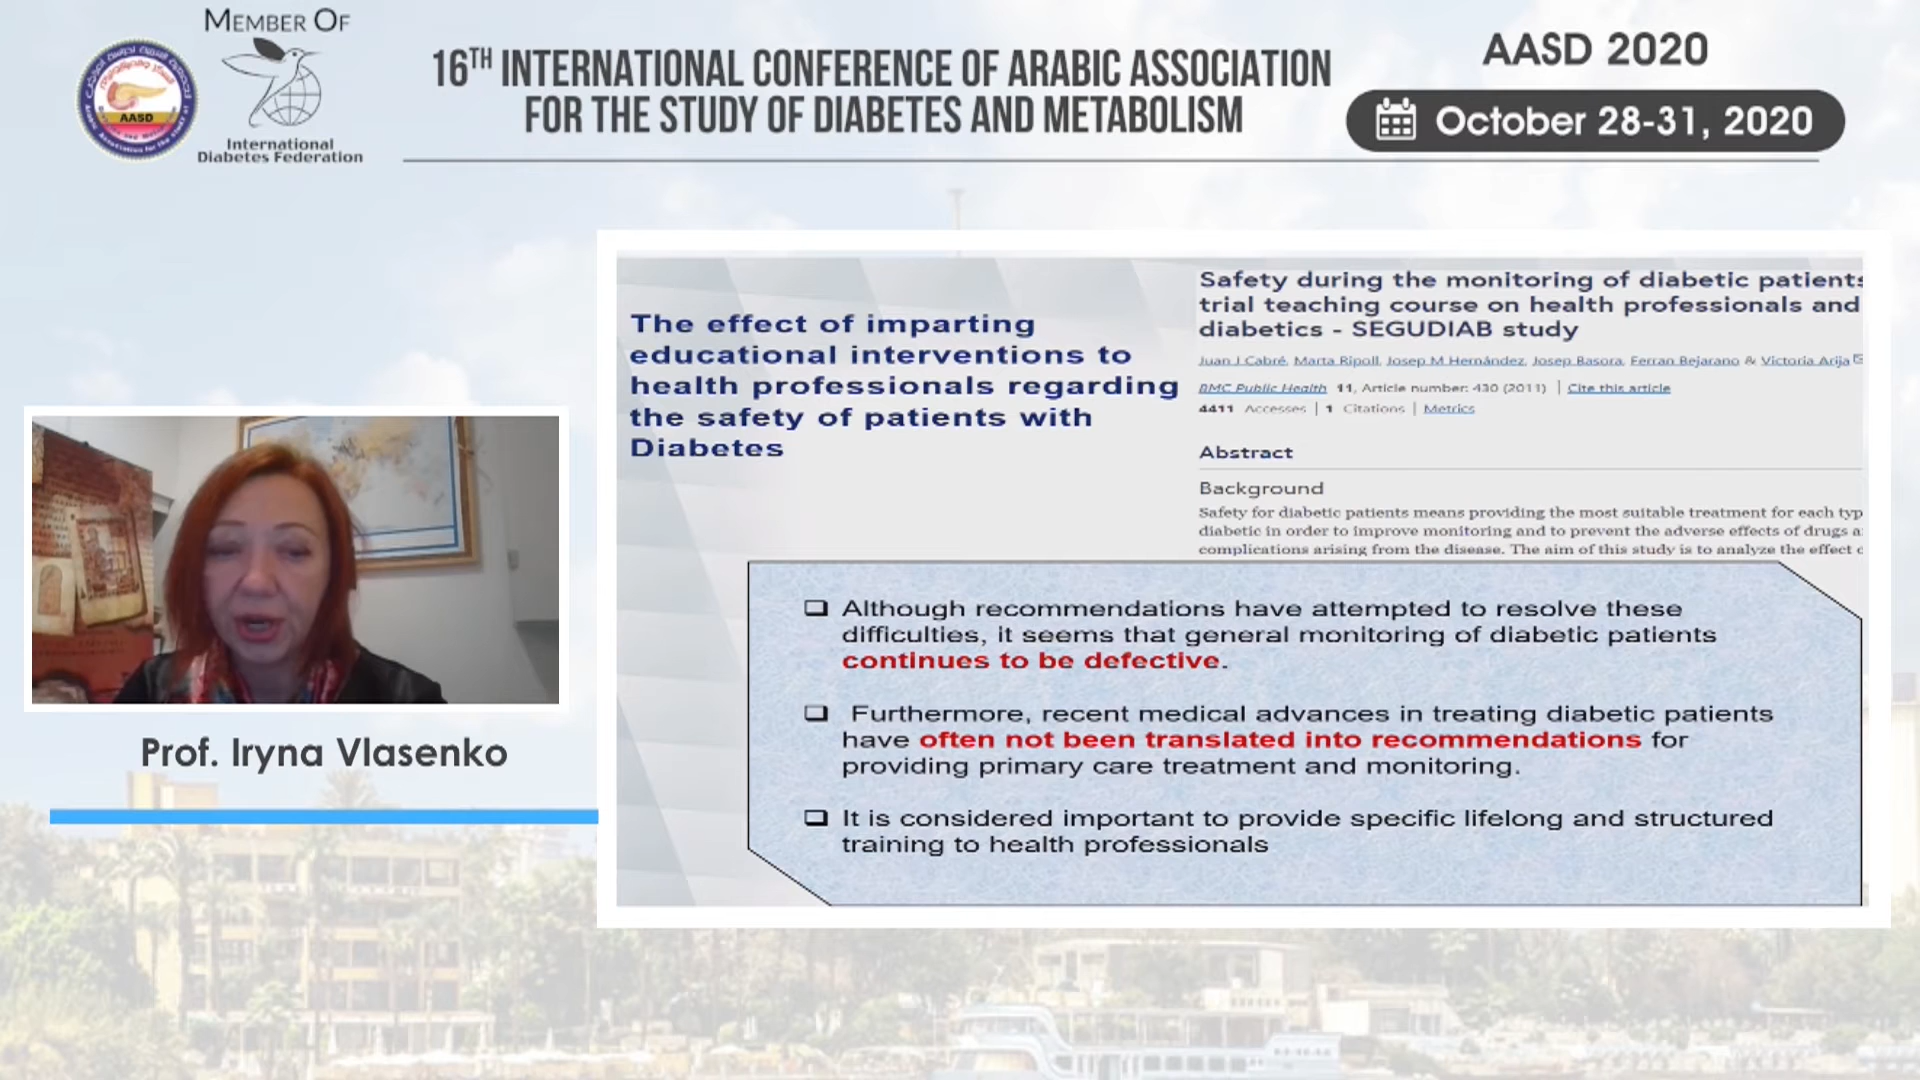 MEMBER OF
AASD
International
Diabetes Federation
16TH INTERNATIONAL CONFERENCE OF ARABIC ASSOCIATION
FOR THE STUDY OF DIABETES AND METABOLISM
AASD 2020
October 28-31, 2020
The effect of imparting
educational interventions to
health professionals regarding
the safety of patients with
Diabetes
Safety during the monitoring of diabetic patients
trial teaching course on health professionals and
diabetics - SEGUDIAB study
Juan J Cabré, Marta Ripoll, Josep M Hernández, Josep Basora, Ferran Bejarano & Victoria Arija
BMC Public Health 11, Article number: 430 (2011) | Cite this article
4411 Accesses | 1 Citations | Metrics
Abstract
Background
Safety for diabetic patients means providing the most suitable treatment for each typ
diabetic in order to improve monitoring and to prevent the adverse effects of drugs a
complications arising from the disease. The aim of this study is to analyze the effect
Although recommendations have attempted to resolve these
difficulties, it seems that general monitoring of diabetic patients
continues to be defective.
Furthermore, recent medical advances in treating diabetic patients
have often not been translated into recommendations for
providing primary care treatment and monitoring.
It is considered important to provide specific lifelong and structured
training to health professionals
Prof. Iryna Vlasenko